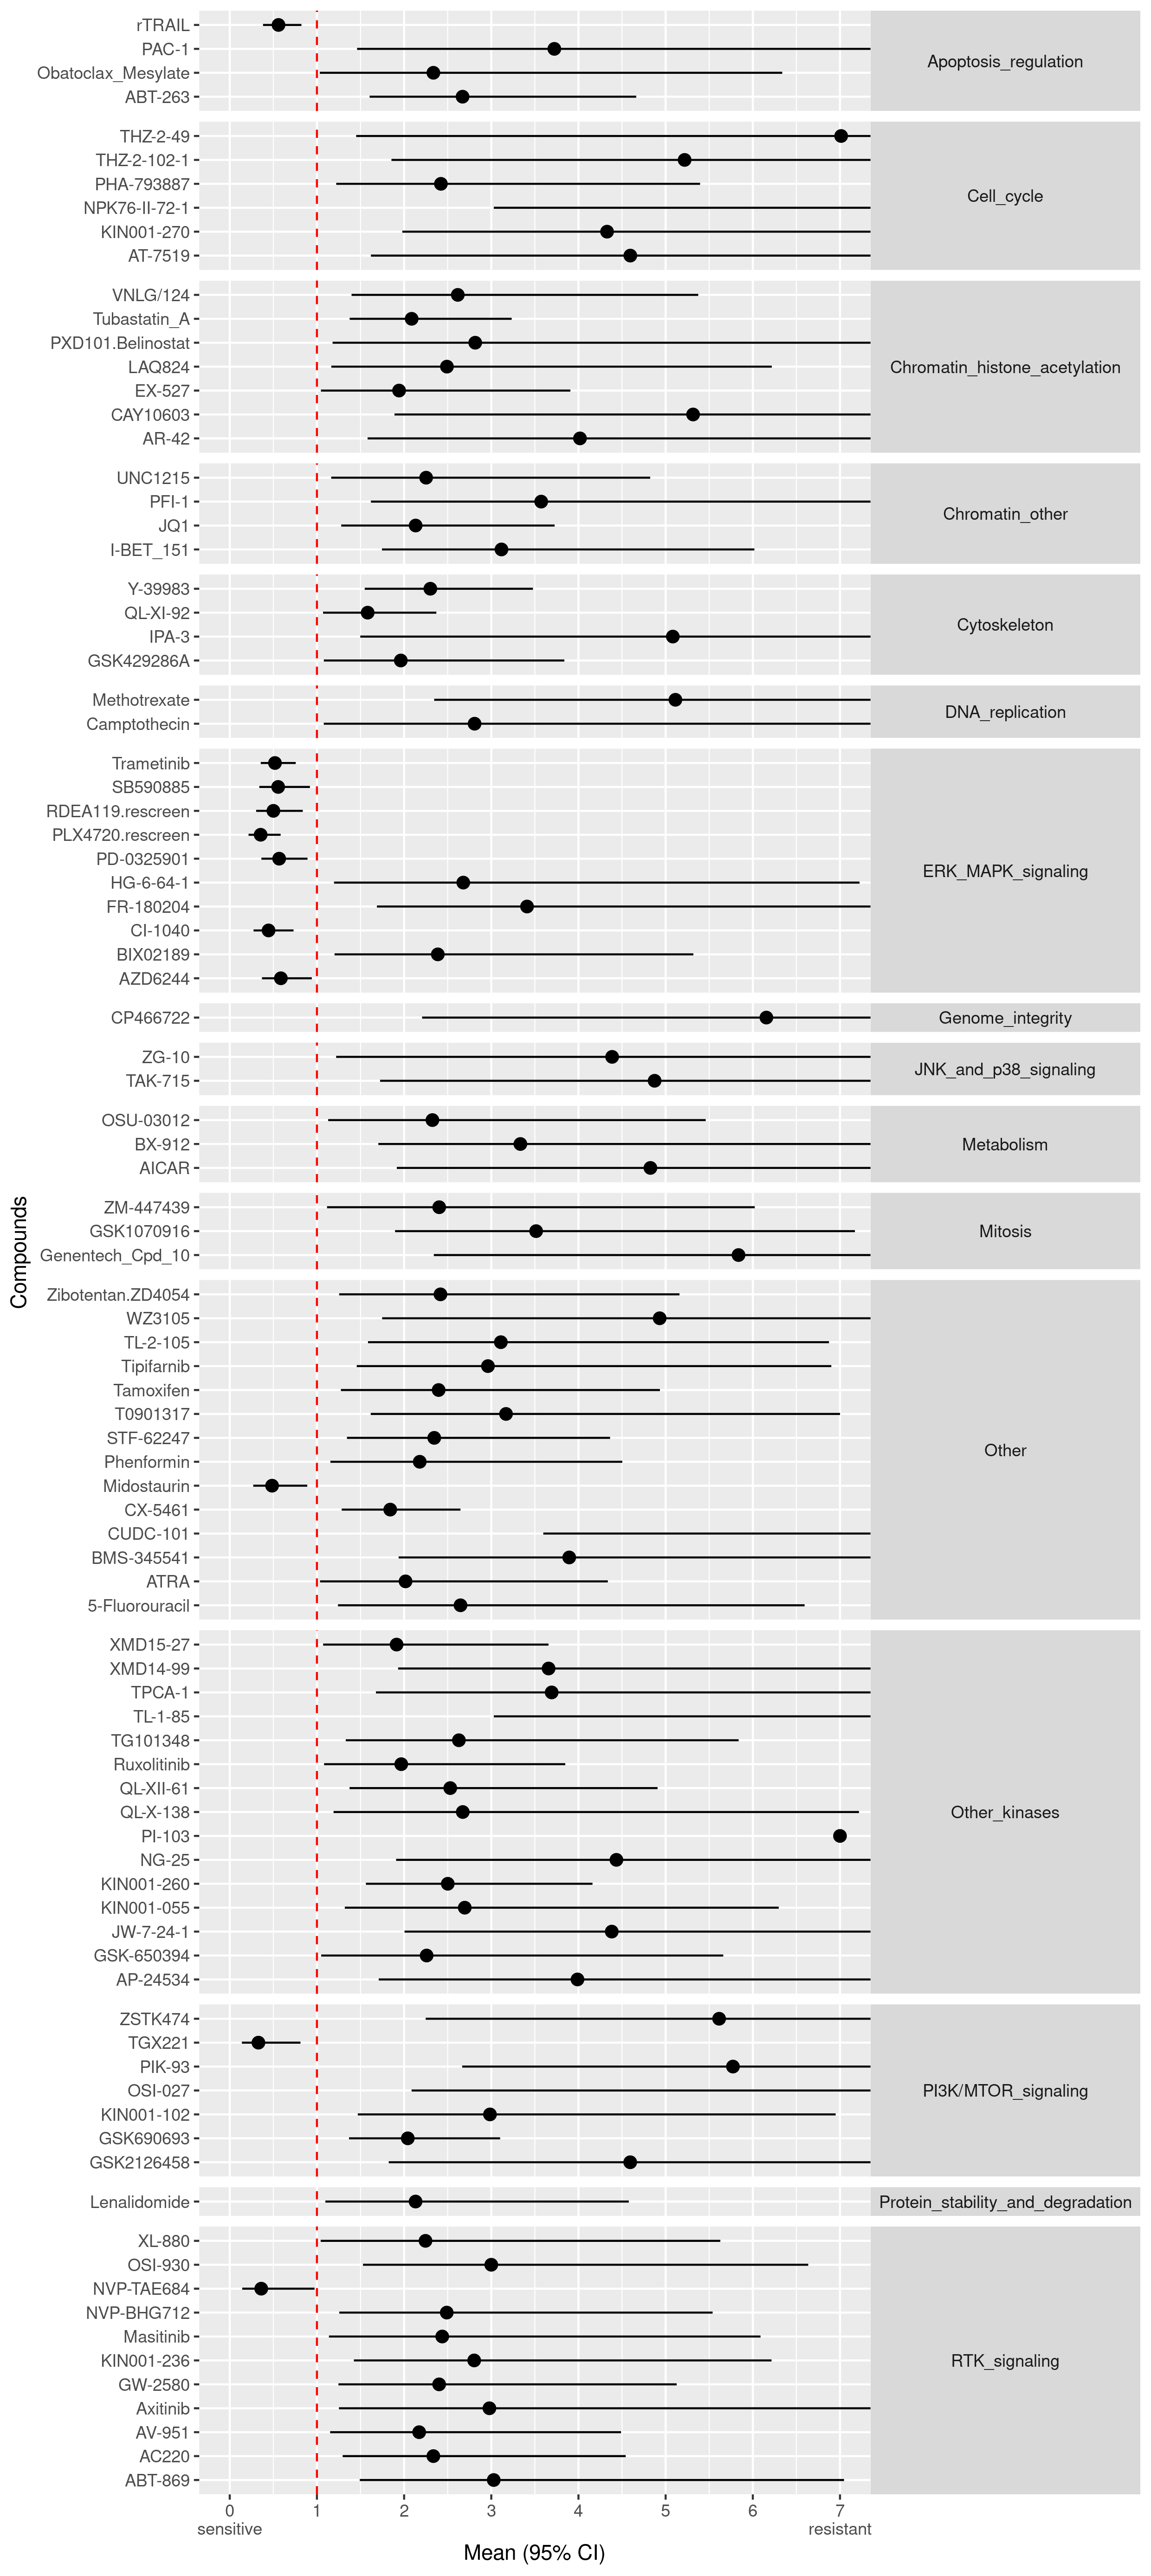 rTRAIL
PAC-1
Obatoclax_Mesylate
ABT-263
Apoptosis_regulation
THZ-2-49
THZ-2-102-1
PHA-793887
NPK76-II-72-1
KIN001-270
AT-7519
Cell_cycle
VNLG/124
Tubastatin_A
PXD101.Belinostat
LAQ824
EX-527
CAY10603
AR-42
Chromatin_histone_acetylation
UNC1215
PFI-1
JQ1
I-BET_151
Chromatin_other
Y-39983
QL-XI-92
IPA-3
GSK429286A
Cytoskeleton
Methotrexate
Camptothecin
DNA_replication
Trametinib
SB590885
RDEA119.rescreen
PLX4720.rescreen
PD-0325901
HG-6-64-1
FR-180204
CI-1040
BIX02189
AZD6244
ERK_MAPK_signaling
CP466722
Genome_integrity
ZG-10
TAK-715
JNK_and_p38_signaling
OSU-03012
BX-912
AICAR
Metabolism
ZM-447439
GSK1070916
Genentech_Cpd_10
Mitosis
Zibotentan.ZD4054
WZ3105
TL-2-105
Tipifarnib
Tamoxifen
T0901317
STF-62247
Phenformin
Midostaurin
CX-5461
CUDC-101
BMS-345541
ATRA
5-Fluorouracil
Other
XMD15-27
XMD14-99
TPCA-1
TL-1-85
TG101348
Ruxolitinib
QL-XII-61
QL-X-138
PI-103
NG-25
KIN001-260
KIN001-055
JW-7-24-1
GSK-650394
AP-24534
Other_kinases
ZSTK474
TGX221
PIK-93
OSI-027
KIN001-102
GSK690693
GSK2126458
PI3K/MTOR_signaling
Lenalidomide
Protein_stability_and_degradation
XL-880
OSI-930
NVP-TAE684
NVP-BHG712
Masitinib
KIN001-236
GW-2580
Axitinib
AV-951
AC220
ABT-869
RTK_signaling
Compounds
0 1 2 3 4 5 6 7
sensitive resistant
Mean (95% CI)